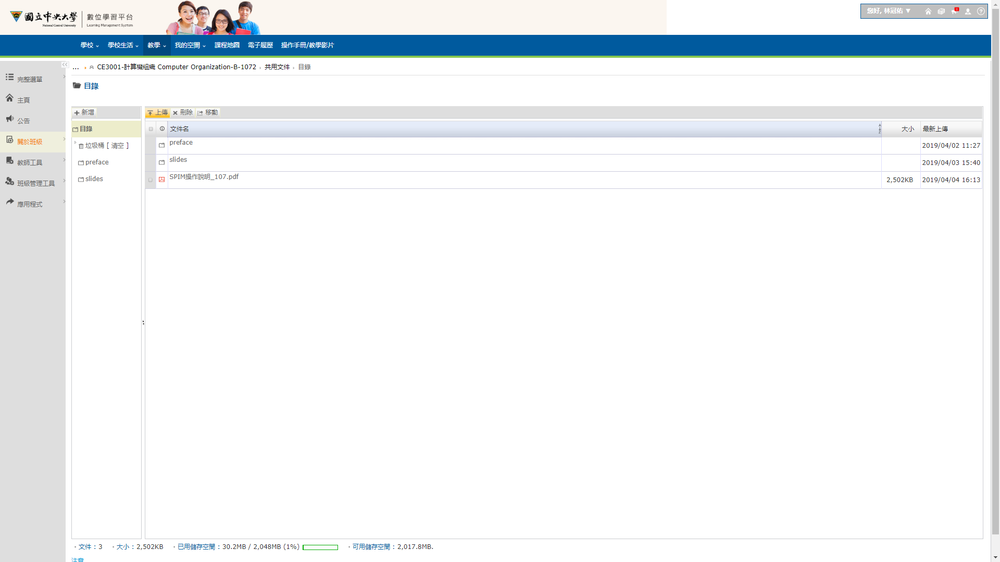 國立中央大學
National Central University
數位學習平台
Learning Management System
您好, 林冠佑 ▼
學校
學校生活
教學
我的空間
課程地圖
電子履歷
操作手冊/教學影片
... CE3001-計算機組織 Computer Organization-B-1072 › 共用文件 › 目錄
完整選單
主頁
公告
關於班級
教師工具
班級管理工具
應用程式
目錄
新增
目錄
垃圾桶 [ 清空 ]
preface
slides
上傳
刪除
移動
文件名
大小
最新上傳
preface
2019/04/02 11:27
slides
2019/04/03 15:40
SPIM操作說明_107.pdf
2,502KB
2019/04/04 16:13
文件：3
大小：2,502KB
已用儲存空間：30.2MB / 2,048MB (1%)
可用儲存空間：2,017.8MB.
注意